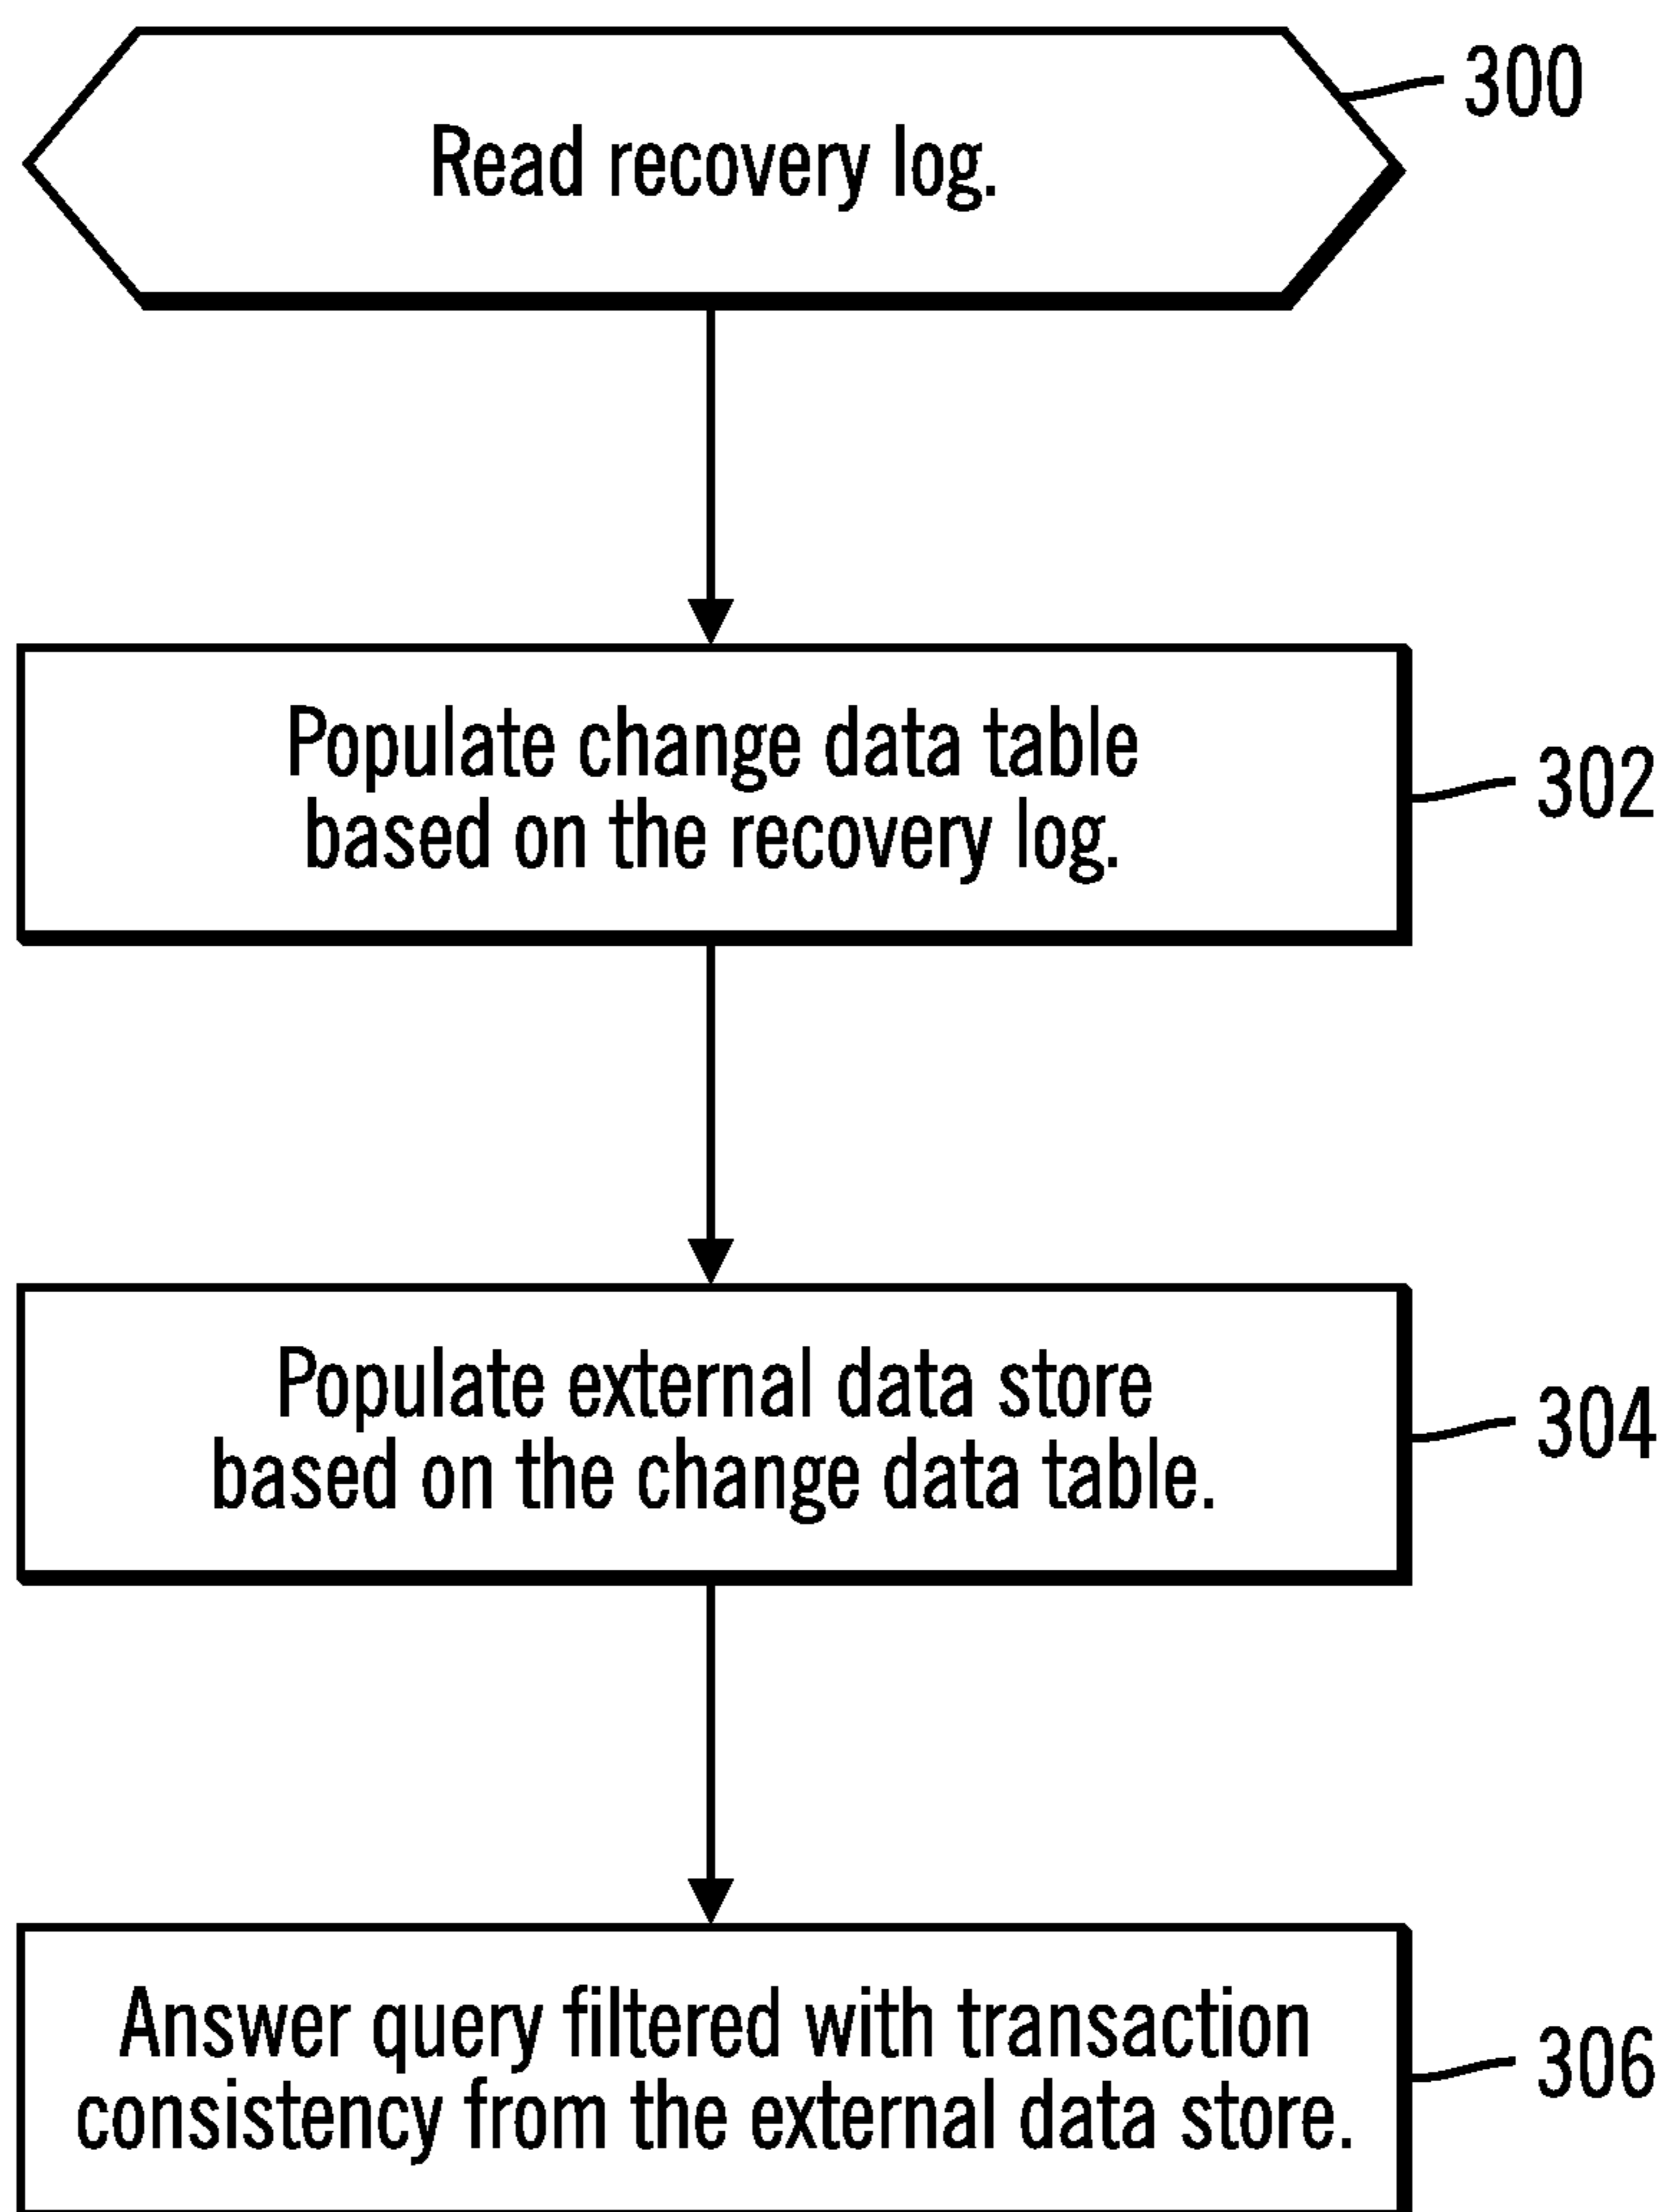 Read recovery log.
300
Populate change data table
based on the recovery log.
302
Populate external data store
based on the change data table.
304
Answer query filtered with transaction
consistency from the external data store.
306